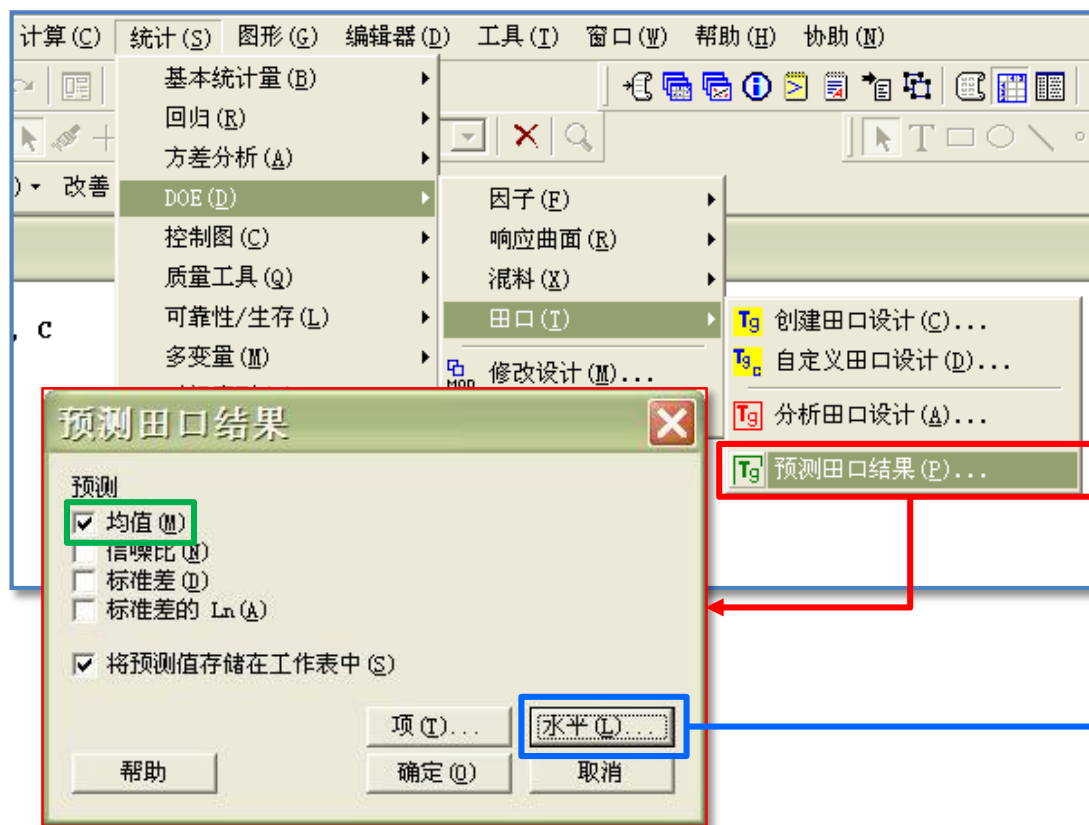 计算(C) 统计(S) 图形(G) 编辑器(D) 工具(I) 窗口(W) 帮助(H) 协助(N)
基本统计量(B)
回归(R)
) 改善
方差分析(A)
DOE(D)
控制图(C)
质量工具(Q)
可靠性/生存(L)
多变量(M)
, C
因子(F)
响应曲面(R)
混料(X)
田口(T)
修改设计(M)...
Tg 创建田口设计(C)...
Tgc 自定义田口设计(D)...
Tg 分析田口设计(A)...
Tg 预测田口结果(P)...
预测田口结果
预测
均值(M)
信噪比(N)
标准差(D)
标准差的 Ln(A)
将预测值存储在工作表中(S)
项(T)... 水平(L)...
帮助 确定(O) 取消